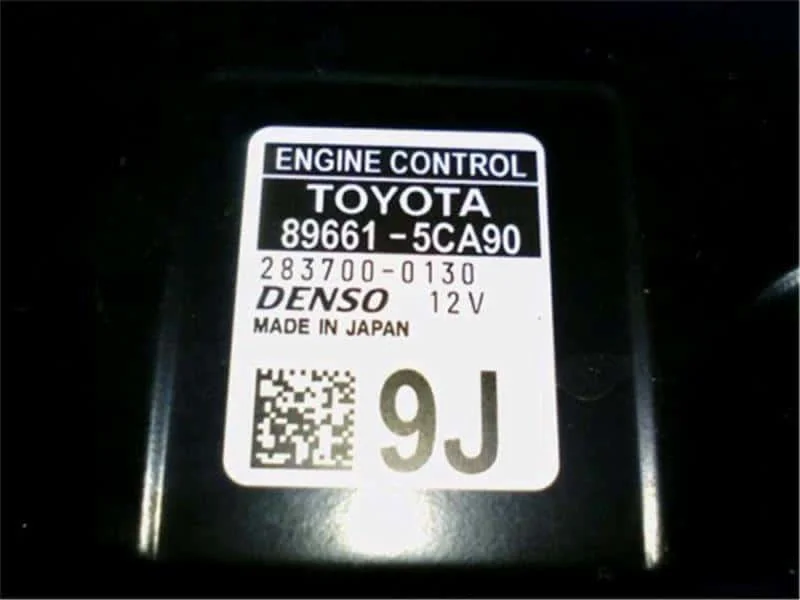 ENGINE CONTROL
TOYOTA
89661-5CA90
283700-0130
DENSO 12V
MADE IN JAPAN
9J